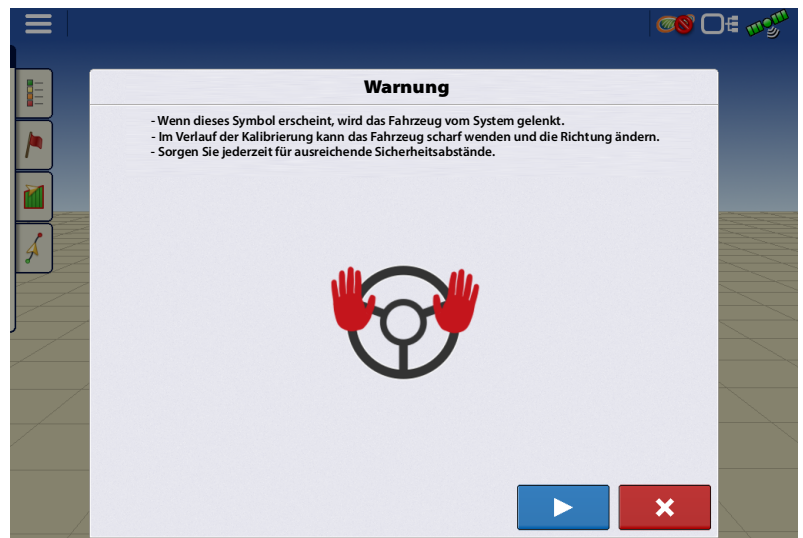 Warnung
- Wenn dieses Symbol erscheint, wird das Fahrzeug vom System gelenkt.
- Im Verlauf der Kalibrierung kann das Fahrzeug scharf wenden und die Richtung ändern.
- Sorgen Sie jederzeit für ausreichende Sicherheitsabstände.